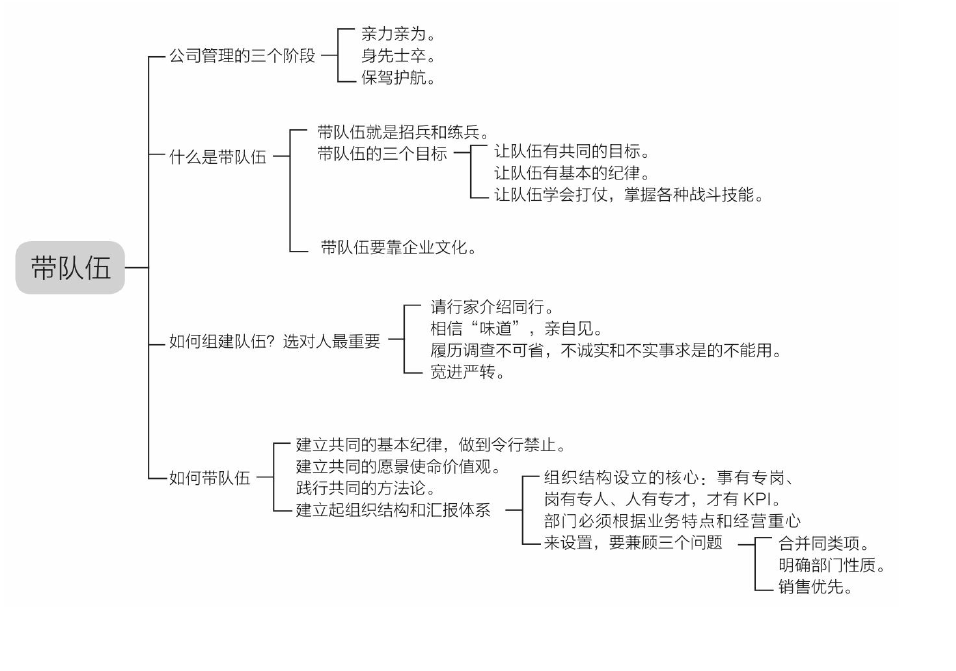 带队伍
公司管理的三个阶段
亲力亲为。
身先士卒。
保驾护航。
什么是带队伍
带队伍就是招兵和练兵。
带队伍的三个目标
让队伍有共同的目标。
让队伍有基本的纪律。
让队伍学会打仗，掌握各种战斗技能。
带队伍要靠企业文化。
如何组建队伍？选对人最重要
请行家介绍同行。
相信“味道”，亲自见。
履历调查不可省，不诚实和不实事求是的不能用。
宽进严转。
如何带队伍
建立共同的基本纪律，做到令行禁止。
建立共同的愿景使命价值观。
践行共同的方法论。
建立起组织结构和汇报体系
组织结构设立的核心：事有专岗、
岗有专人、人有专才，才有 KPI。
部门必须根据业务特点和经营重心
来设置，要兼顾三个问题
合并同类项。
明确部门性质。
销售优先。